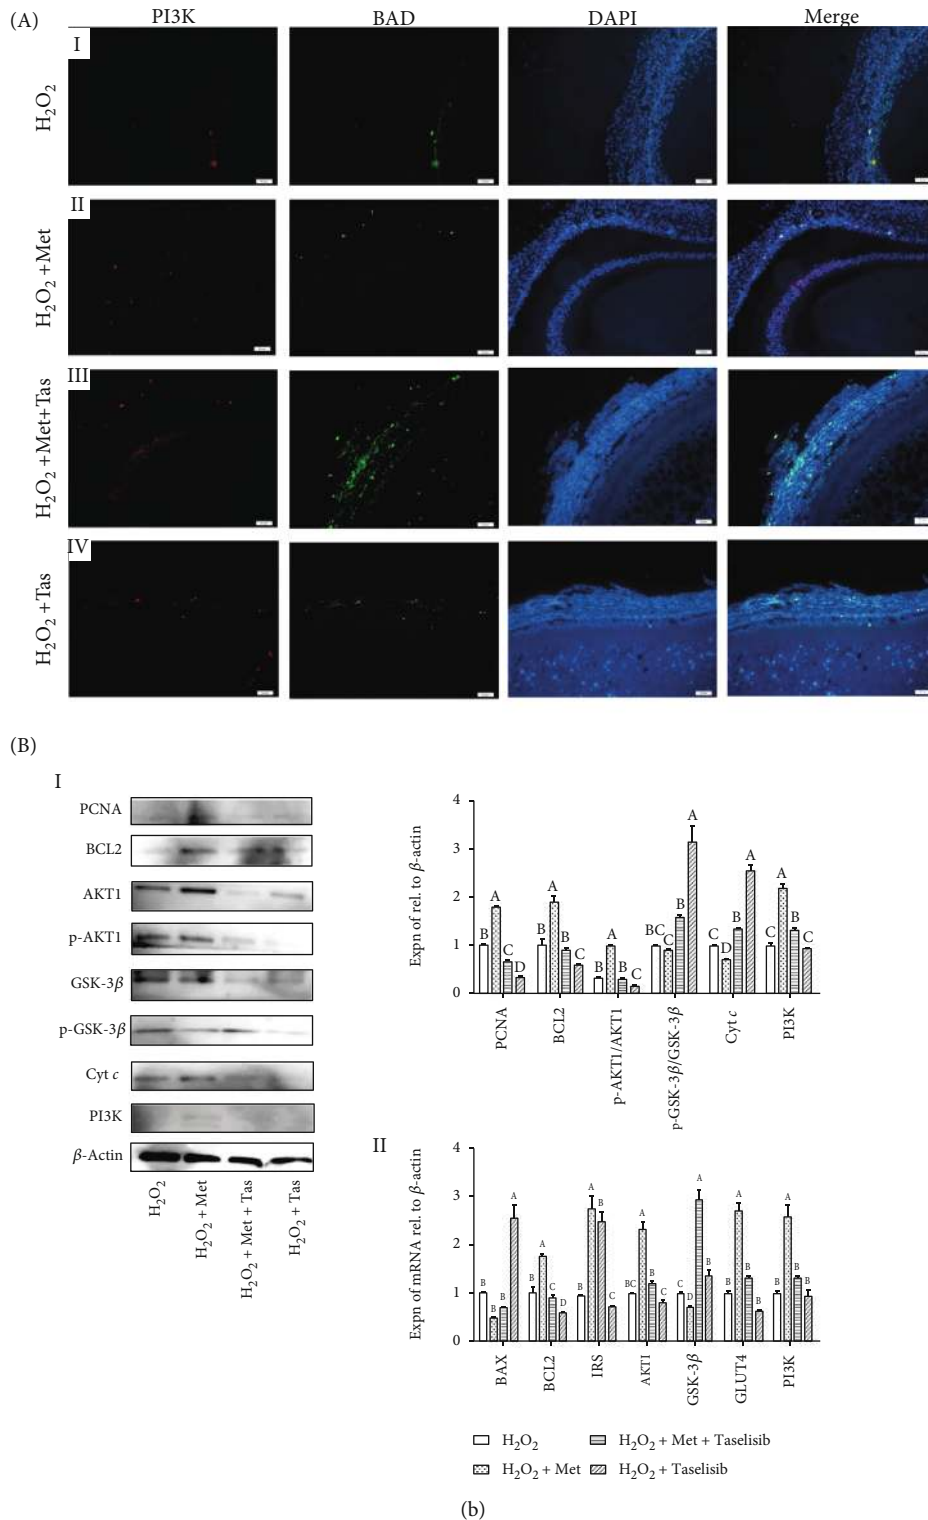 (A)
PI3K BAD DAPI Merge
I
H₂O₂
II
H₂O₂ + Met
III
H₂O₂ + Met+Tas
IV
H₂O₂ + Tas
(B)
I
PCNA
BCL2
AKT1
p-AKT1
GSK-3β
p-GSK-3β
Cyt c
PI3K
β-Actin
H₂O₂
H₂O₂ + Met
H₂O₂ + Met + Tas
H₂O₂ + Tas
Expn of rel. to β-actin
4
3
2
1
0
B A C D
B A B C
B A B C
BC C B A
C D B A
C A B C
PCNA
BCL2
p-AKT1/AKT1
p-GSK-3β/GSK-3β
Cyt c
PI3K
II
Expn of mRNA rel. to β-actin
4
3
2
1
0
B B B A
B A C D
B A B C
BC A B C
C D A B
B A B B
B A B B
BAX
BCL2
IRS
AKT1
GSK-3β
GLUT4
PI3K
H₂O₂
H₂O₂ + Met + Taselisib
H₂O₂ + Met
H₂O₂ + Taselisib
(b)